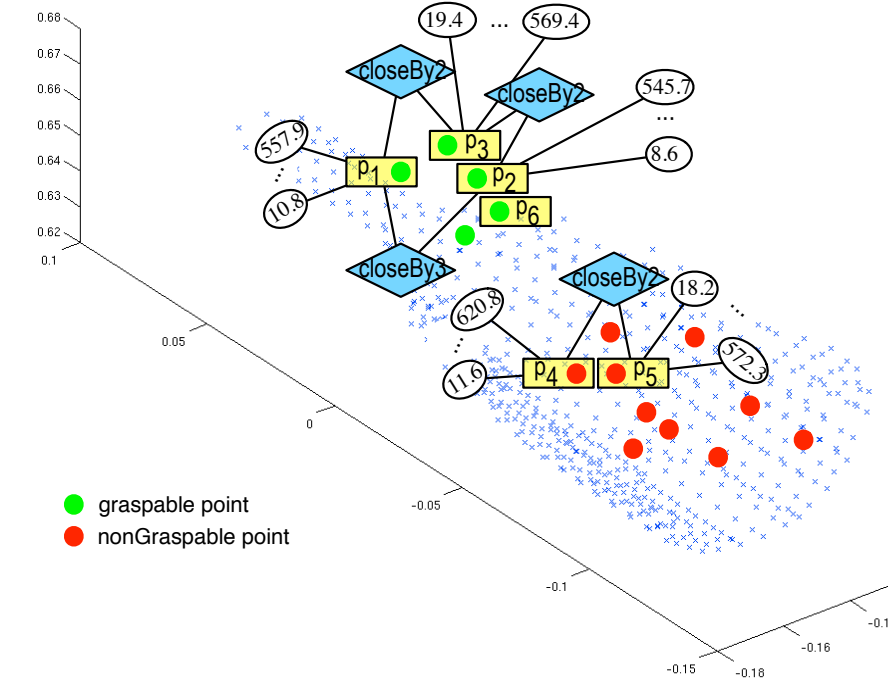 0.68
0.67
0.66
0.65
0.64
0.63
0.62
0.1
0.05
0
-0.05
-0.1
-0.15
-0.18
-0.16
-0.1
19.4 ... 569.4
closeBy2
closeBy2
545.7
...
8.6
557.9
...
10.8
p1
p3
p2
p6
closeBy3
closeBy2
18.2
...
572.3
620.8
...
11.6
p4
p5
graspable point
nonGraspable point